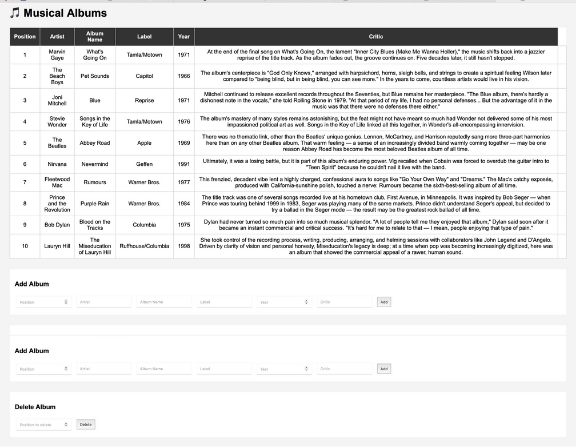 🎵 Musical Albums
Position Artist Album Name Label Year Critic
1 Marvin Gaye What's Going On Tamla/Motown 1971 At the end of the final song on What's Going On, the lament "Inner City Blues (Make Me Wanna Holler)," the music shifts back into a jazzier
reprise of the title track. As the album fades out, the groove continues on. Five decades later, it still hasn't stopped.
2 The Beach Boys Pet Sounds Capitol 1966 The album's centerpiece is "God Only Knows," arranged with harpsichord, horns, sleigh bells, and strings to create a spiritual feeling Wilson later
compared to "being blind, but in being blind, you can see more." In the years to come, countless artists would live in his vision.
3 Joni Mitchell Blue Reprise 1971 Mitchell continued to release excellent records throughout the Seventies, but Blue remains her masterpiece. "The Blue album, there's hardly a
dishonest note in the vocals," she told Rolling Stone in 1979. "At that period of my life, I had no personal defenses... But the advantage of it in the
music was that there were no defenses there either."
4 Stevie Wonder Songs in the Key of Life Tamla/Motown 1976 The album's mastery of many styles remains astonishing, but the feat might not have meant so much had Wonder not delivered some of his most
impassioned political art as well. Songs in the Key of Life linked all this together, in Wonder's all-encompassing innervision.
5 The Beatles Abbey Road Apple 1969 There was no thematic link, other than the Beatles' unique genius. Lennon, McCartney, and Harrison reputedly sang more three-part harmonies
here than on any other Beatles album. That warm feeling — a sense of an increasingly divided band warmly coming together — may be one
reason Abbey Road has become the most beloved Beatles album of all time.
6 Nirvana Nevermind Geffen 1991 Ultimately, it was a losing battle, but it is part of this album's enduring power. Vig recalled when Cobain was forced to overdub the guitar intro to
"Teen Spirit" because he couldn't nail it live with the band.
7 Fleetwood Mac Rumours Warner Bros. 1977 This frenzied, decadent vibe lent a highly charged, confessional aura to songs like "Go Your Own Way" and "Dreams." The Mac's catchy exposés,
produced with California-sunshine polish, touched a nerve: Rumours became the sixth-best-selling album of all time.
8 Prince and the Revolution Purple Rain Warner Bros. 1984 The title track was one of several songs recorded live at his hometown club, First Avenue, in Minneapolis. It was inspired by Bob Seger — when
Prince was touring behind 1999 in 1983, Seger was playing many of the same markets. Prince didn't understand Seger's appeal, but decided to
try a ballad in the Seger mode — the result may be the greatest rock ballad of all time.
9 Bob Dylan Blood on the Tracks Columbia 1975 Dylan had never turned so much pain into so much musical splendor. "A lot of people tell me they enjoyed that album," Dylan said soon after it
became an instant commercial and critical success. "It's hard for me to relate to that — I mean, people enjoying that type of pain."
10 Lauryn Hill The Miseducation of Lauryn Hill Ruffhouse/Columbia 1998 She took control of the recording process, writing, producing, arranging, and helming sessions with collaborators like John Legend and D'Angelo.
Driven by clarity of vision and personal honesty, Miseducation's legacy is deep; at a time when pop was becoming increasingly digitized, here was
an album that showed the commercial appeal of a rawer, human sound.
Add Album
Position Artist Album Name Label Year Critic Add
Add Album
Position Artist Album Name Label Year Critic Add
Delete Album
Position to delete Delete